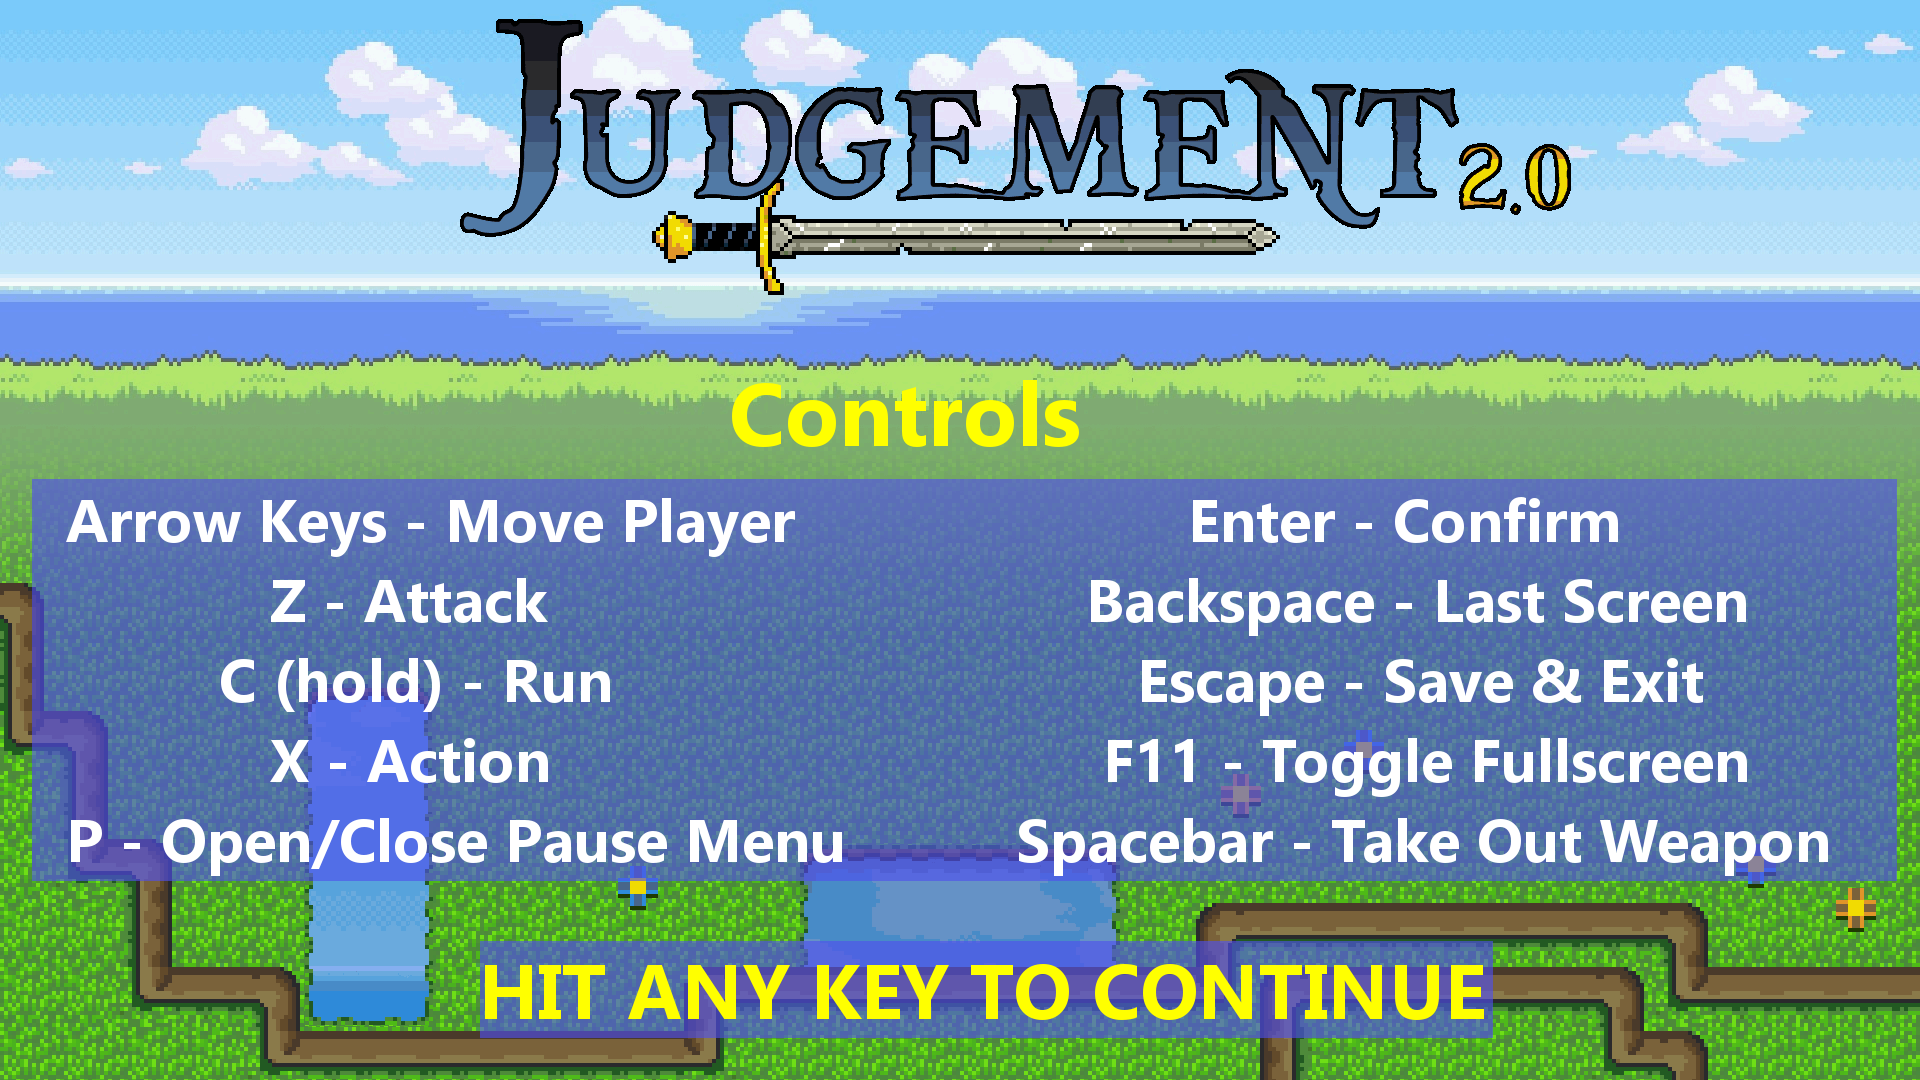 JUDGEMENT 2.0
Controls
Arrow Keys - Move Player
Z - Attack
C (hold) - Run
X - Action
P - Open/Close Pause Menu
Enter - Confirm
Backspace - Last Screen
Escape - Save & Exit
F11 - Toggle Fullscreen
Spacebar - Take Out Weapon
HIT ANY KEY TO CONTINUE